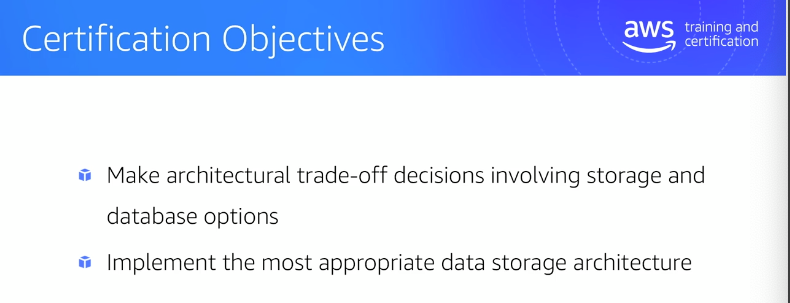 Certification Objectives
aws training and
certification
Make architectural trade-off decisions involving storage and
database options
Implement the most appropriate data storage architecture